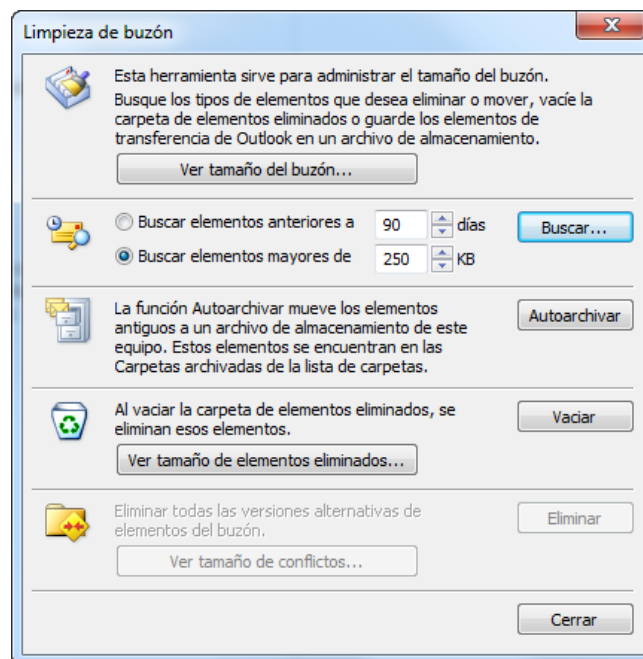 Limpieza de buzón
Esta herramienta sirve para administrar el tamaño del buzón.
Busque los tipos de elementos que desea eliminar o mover, vacíe la
carpeta de elementos eliminados o guarde los elementos de
transferencia de Outlook en un archivo de almacenamiento.
Ver tamaño del buzón...
Buscar elementos anteriores a 90 días Buscar...
Buscar elementos mayores de 250 KB
La función Autoarchivar mueve los elementos
antiguos a un archivo de almacenamiento de este
equipo. Estos elementos se encuentran en las
Carpetas archivadas de la lista de carpetas.
Autoarchivar
Al vaciar la carpeta de elementos eliminados, se
eliminan esos elementos.
Vaciar
Ver tamaño de elementos eliminados...
Eliminar todas las versiones alternativas de
elementos del buzón.
Eliminar
Ver tamaño de conflictos...
Cerrar